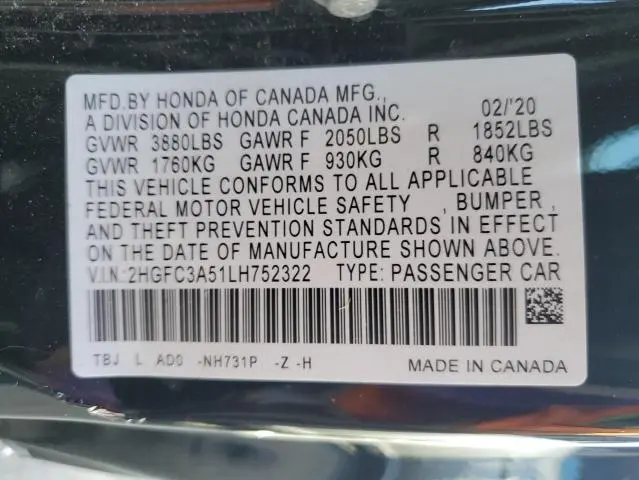 MFD.BY HONDA OF CANADA MFG.,
A DIVISION OF HONDA CANADA INC. 02/'20
GVWR 3880LBS GAWR F 2050LBS R 1852LBS
GVWR 1760KG GAWR F 930KG R 840KG
THIS VEHICLE CONFORMS TO ALL APPLICABLE
FEDERAL MOTOR VEHICLE SAFETY , BUMPER ,
AND THEFT PREVENTION STANDARDS IN EFFECT
ON THE DATE OF MANUFACTURE SHOWN ABOVE.
V.I.N:2HGFC3A51LH752322 TYPE: PASSENGER CAR
TBJ L AD0 -NH731P -Z -H MADE IN CANADA